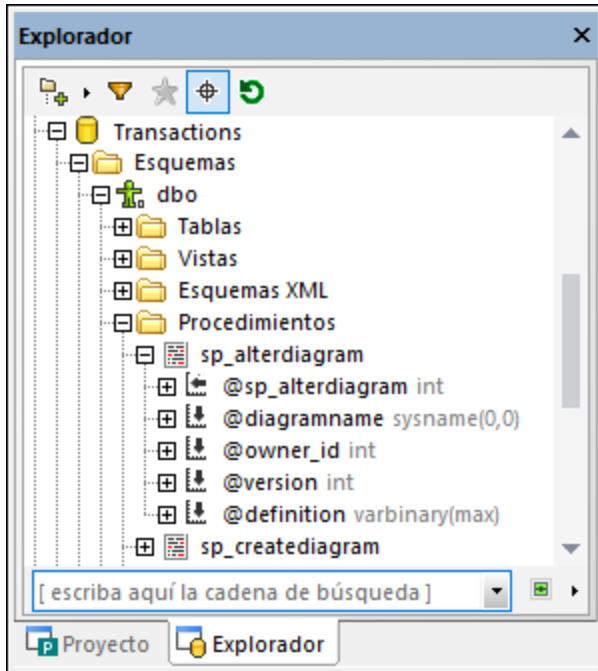 Explorador
Transactions
Esquemas
dbo
Tablas
Vistas
Esquemas XML
Procedimientos
sp_alterdiagram
@sp_alterdiagram int
@diagramname sysname(0,0)
@owner_id int
@version int
@definition varbinary(max)
sp_creatediagram
[ escriba aquí la cadena de búsqueda ]
Proyecto Explorador